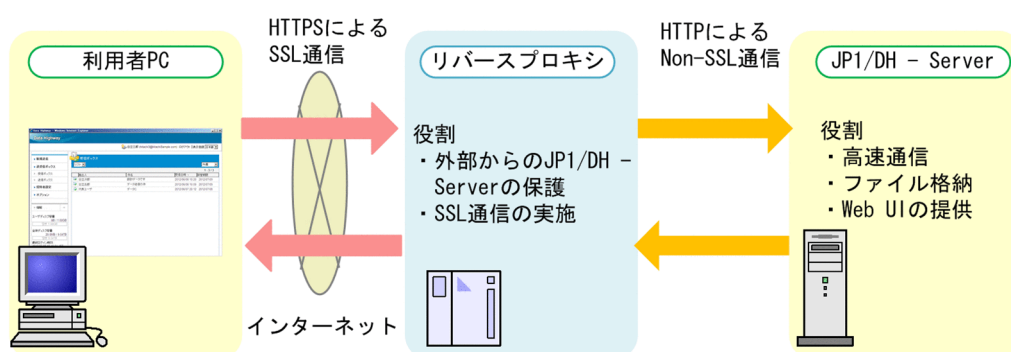 利用者PC
HTTPSによる
SSL通信
インターネット
リバースプロキシ
役割
・外部からのJP1/DH -
Serverの保護
・SSL通信の実施
HTTPによる
Non-SSL通信
JP1/DH - Server
役割
・高速通信
・ファイル格納
・Web UIの提供